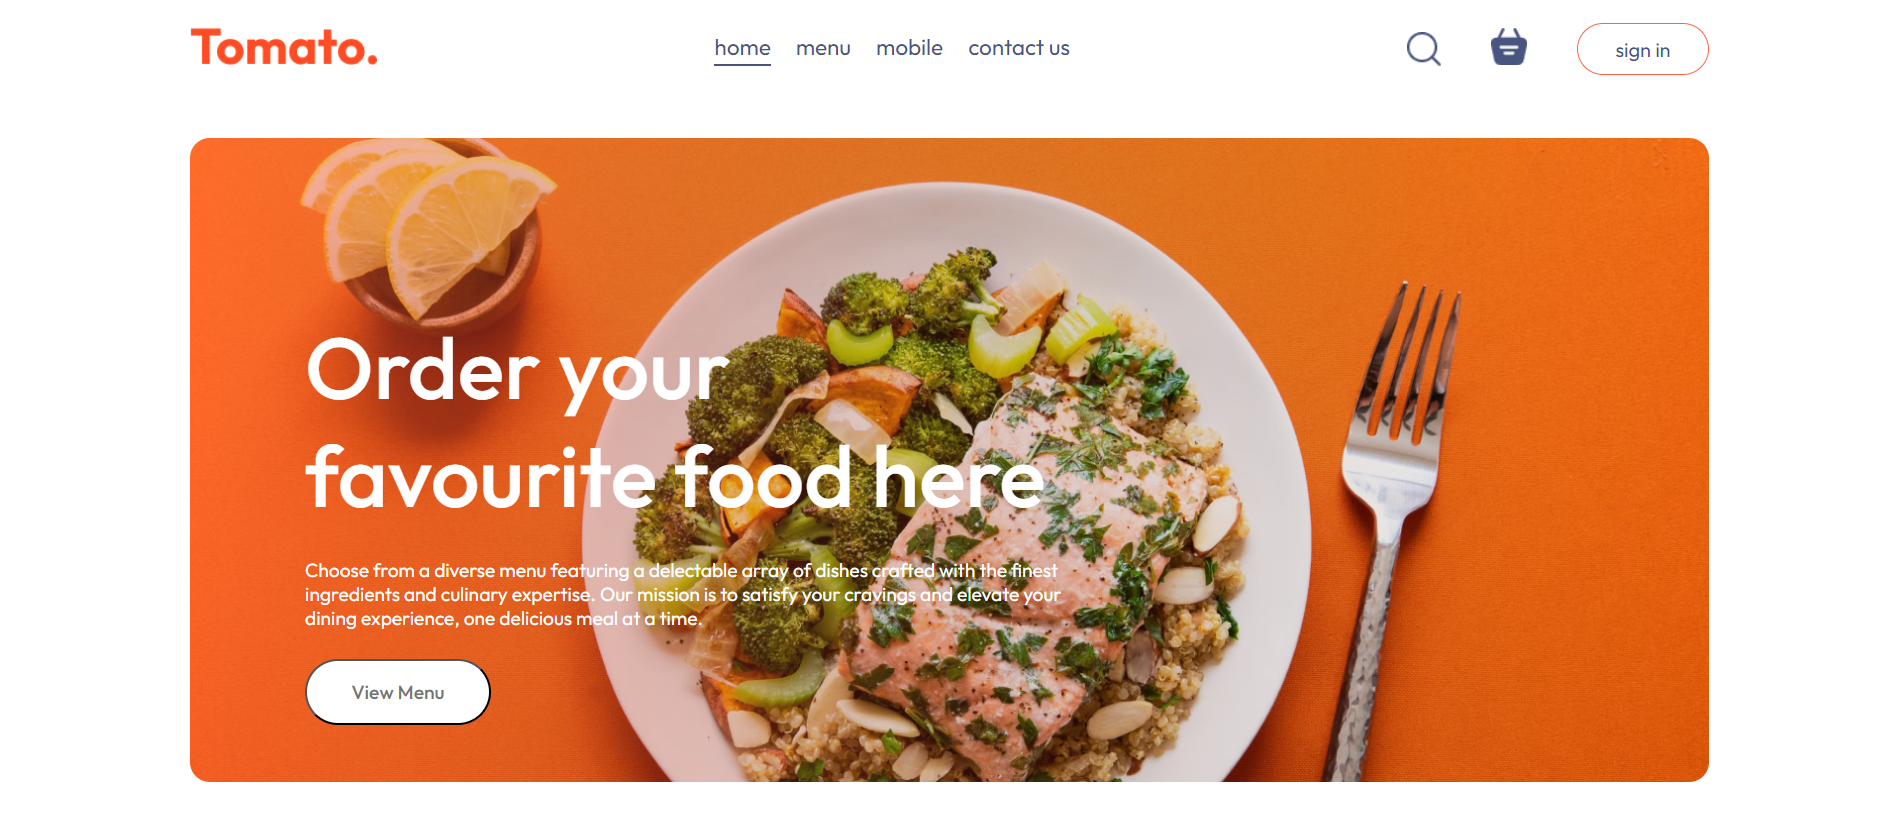 Tomato.
home menu mobile contact us
sign in
Order your
favourite food here
Choose from a diverse menu featuring a delectable array of dishes crafted with the finest
ingredients and culinary expertise. Our mission is to satisfy your cravings and elevate your
dining experience, one delicious meal at a time.
View Menu